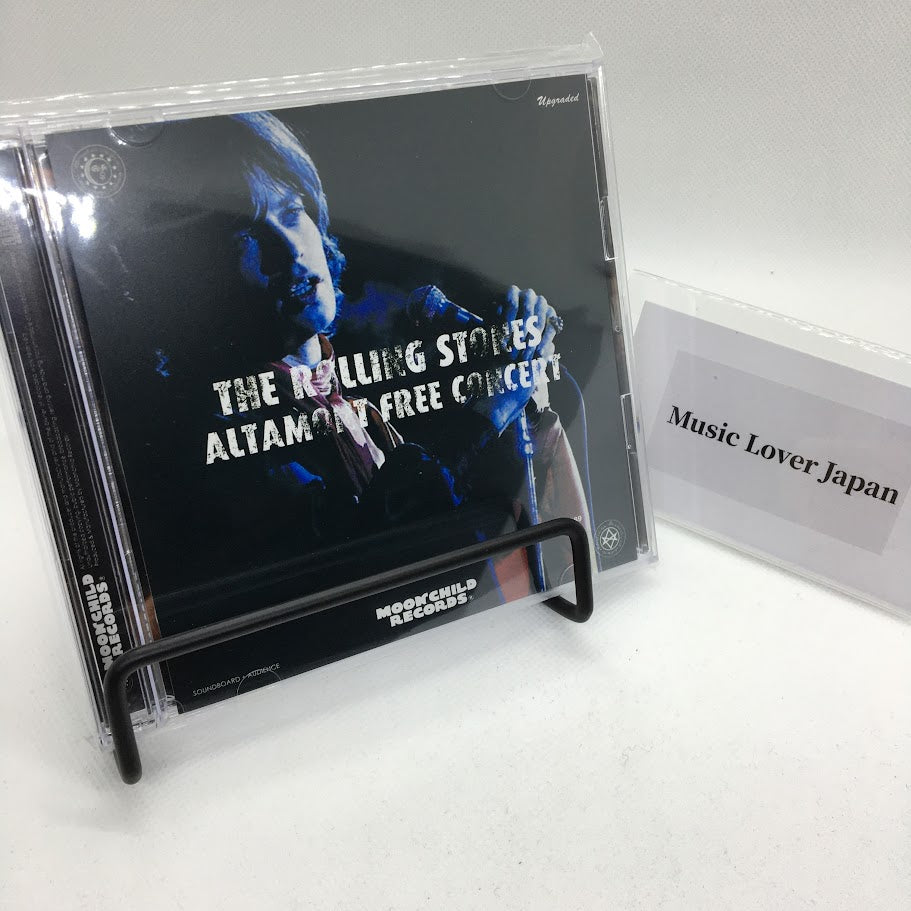 Upgraded
THE ROLLING STONES
ALTAMONT FREE CONCERT
MOONCHILD
RECORDS
SOUNDBOARD + AUDIENCE
MOONCHILD
RECORDS
Music Lover Japan